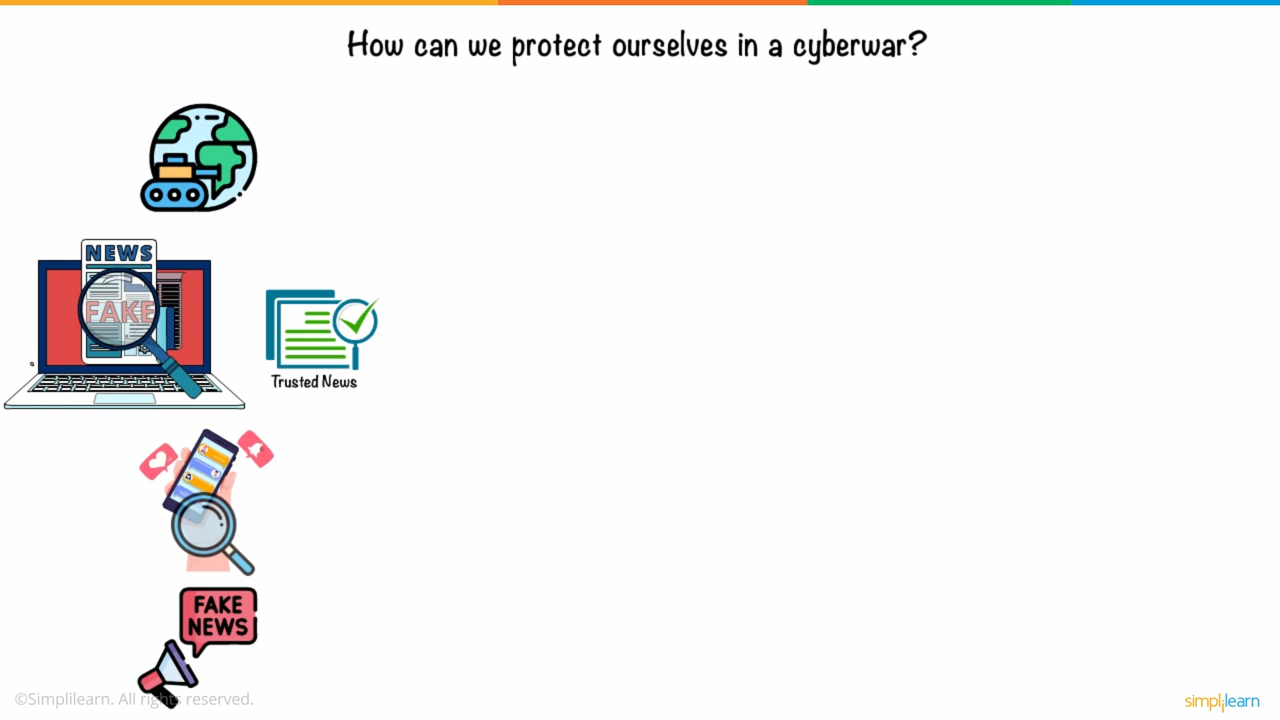 How can we protect ourselves in a cyberwar?
NEWS
FAKE
Trusted News
FAKE
NEWS
©Simplilearn. All rights reserved.
simplilearn